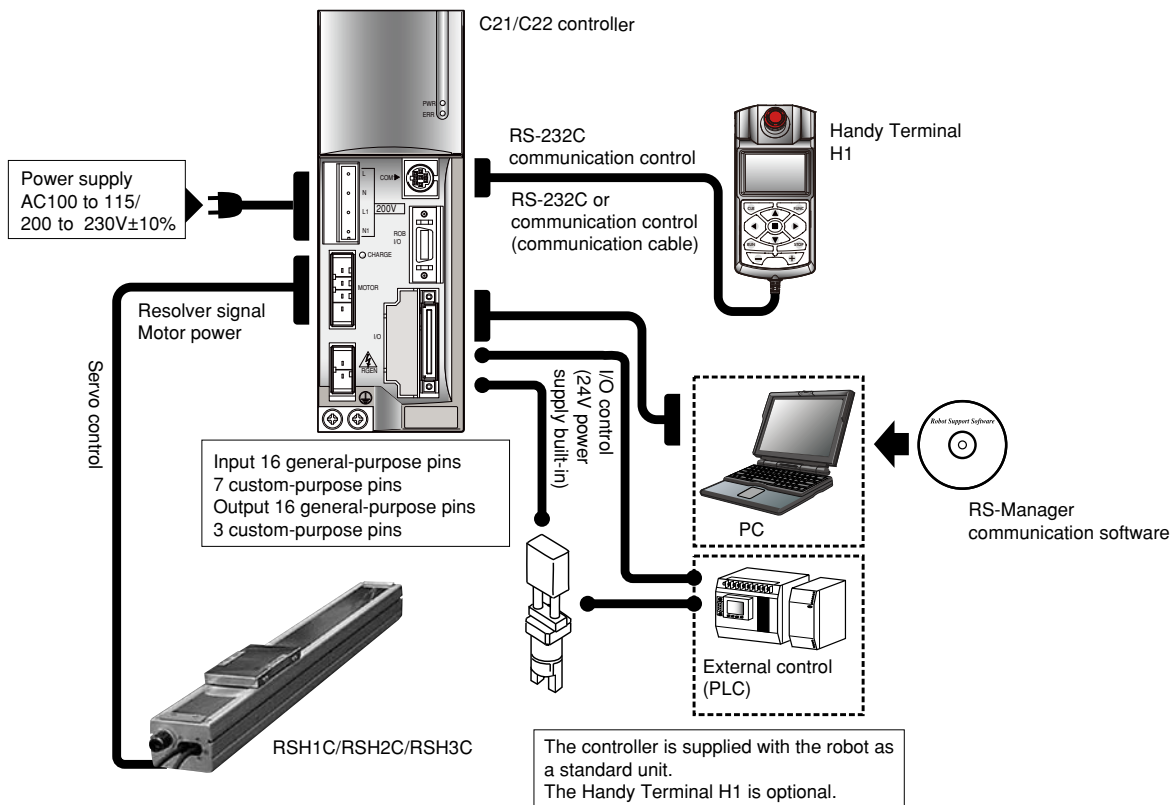 C21/C22 controller
PWR
ERR
RS-232C
communication control
Handy Terminal
H1
Power supply
AC100 to 115/
200 to 230V±10%
L
N
L1
N1
200V
COM
ROB
I/O
RS-232C or
communication control
(communication cable)
CLR
FUNC
RUN
STOP
CHARGE
MOTOR
Resolver signal
Motor power
I/O
RGEN
Servo control
I/O control
(24V power
supply built-in)
Input 16 general-purpose pins
7 custom-purpose pins
Output 16 general-purpose pins
3 custom-purpose pins
Robot Support Software
PC
RS-Manager
communication software
External control
(PLC)
RSH1C/RSH2C/RSH3C
The controller is supplied with the robot as
a standard unit.
The Handy Terminal H1 is optional.